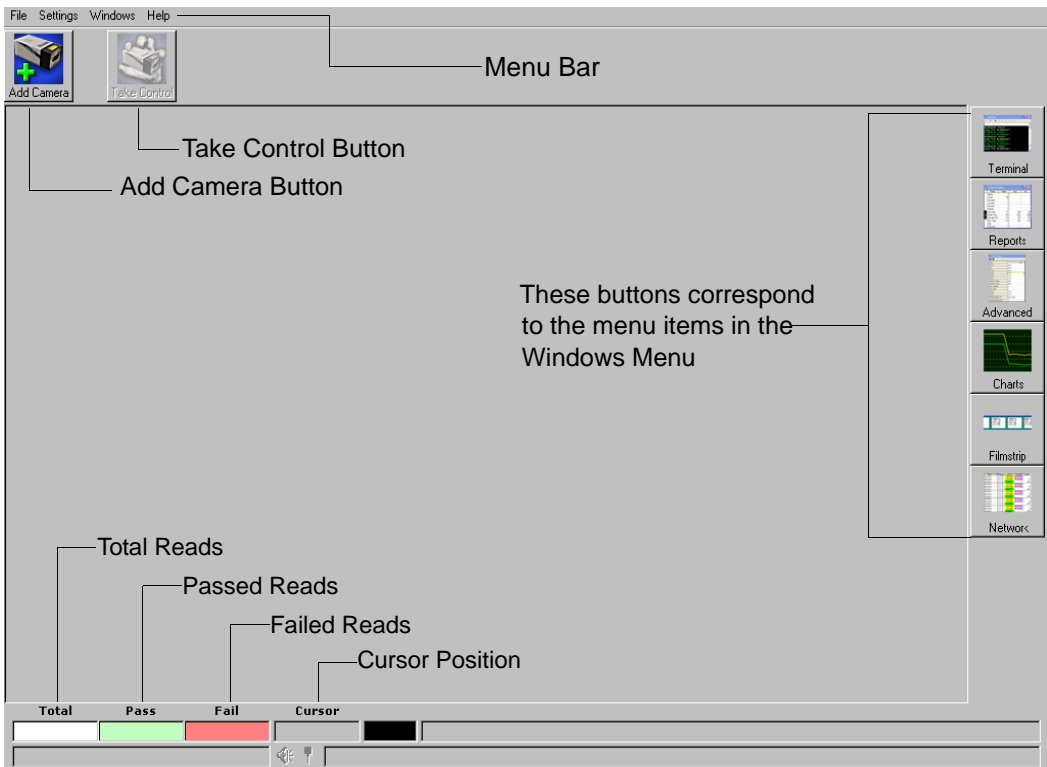 File Settings Windows Help
Menu Bar
Add Camera
Take Control
Take Control Button
Add Camera Button
Terminal
Reports
Advanced
Charts
Filmstrip
Network
These buttons correspond
to the menu items in the
Windows Menu
Total Reads
Passed Reads
Failed Reads
Cursor Position
Total Pass Fail Cursor